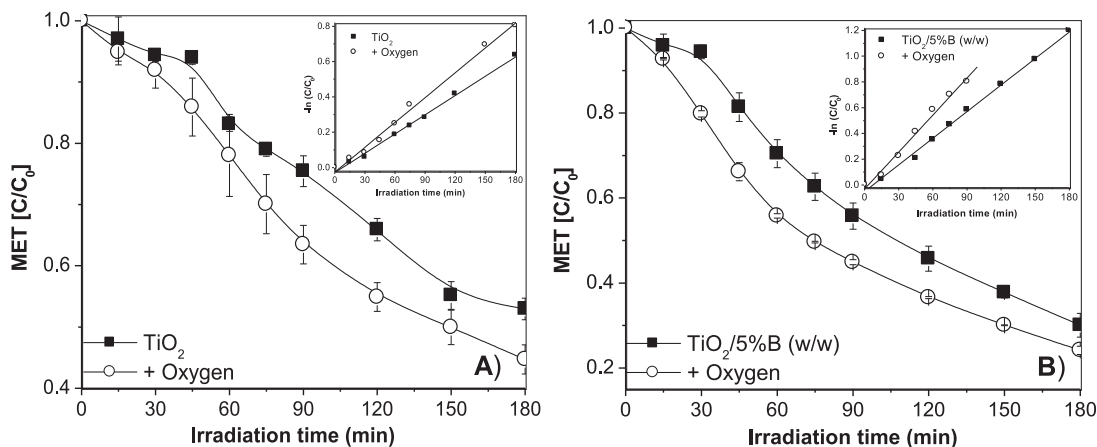 1.0
0.8
0.6
0.4
MET [C/C₀]
0 30 60 90 120 150 180
Irradiation time (min)
TiO₂
+ Oxygen
A)
0.8
0.6
0.4
0.2
0.0
-ln (C/C₀)
0 30 60 90 120 150 180
Irradiation time (min)
TiO₂
+ Oxygen
1.0
0.8
0.6
0.4
0.2
MET [C/C₀]
0 30 60 90 120 150 180
Irradiation time (min)
TiO₂/5%B (w/w)
+ Oxygen
B)
1.2
1.0
0.8
0.6
0.4
0.2
0.0
-ln (C/C₀)
0 30 60 90 120 150 180
Irradiation time (min)
TiO₂/5%B (w/w)
+ Oxygen